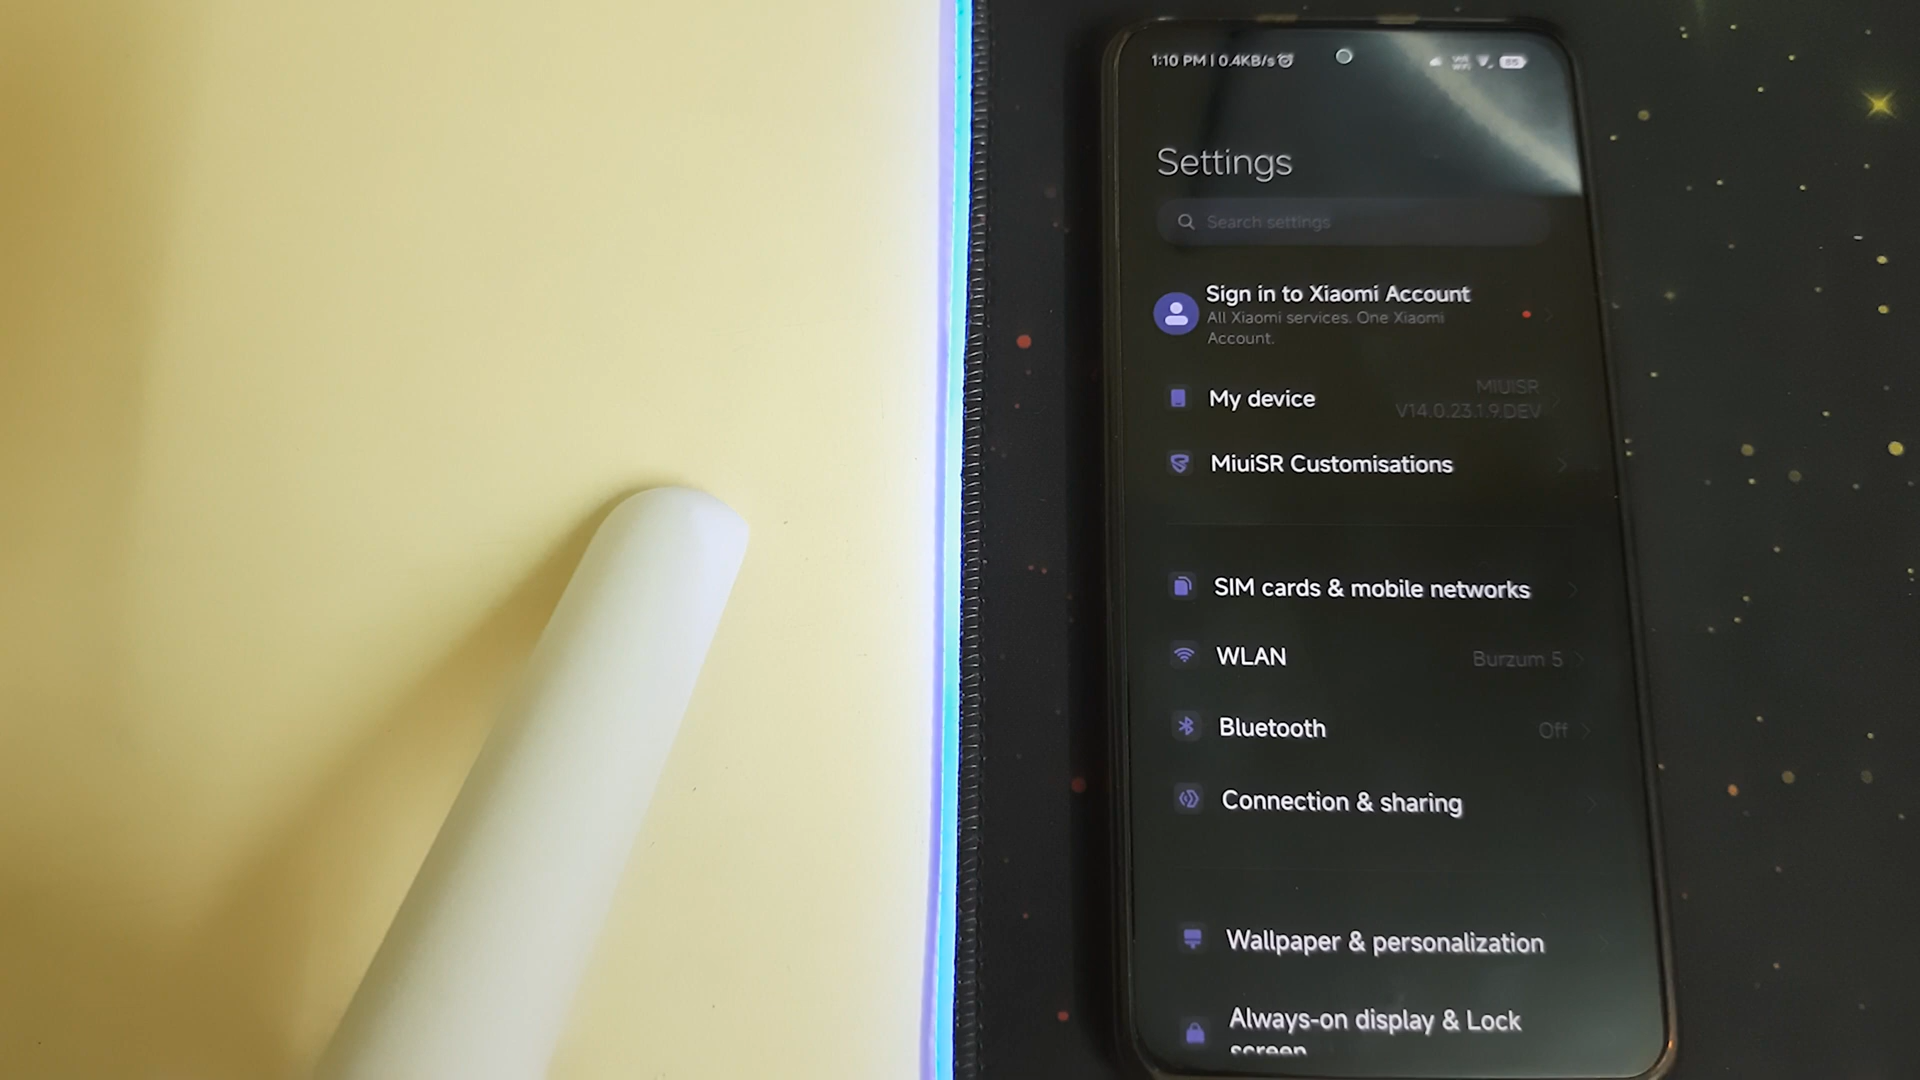 1:10 PM | 0.4KB/s
85
Settings
Search settings
Sign in to Xiaomi Account
All Xiaomi services. One Xiaomi
Account.
My device
MIUISR
V14.0.23.1.9.DEV
MiuiSR Customisations
SIM cards & mobile networks
WLAN
Burzum 5
Bluetooth
Off
Connection & sharing
Wallpaper & personalization
Always-on display & Lock
screen